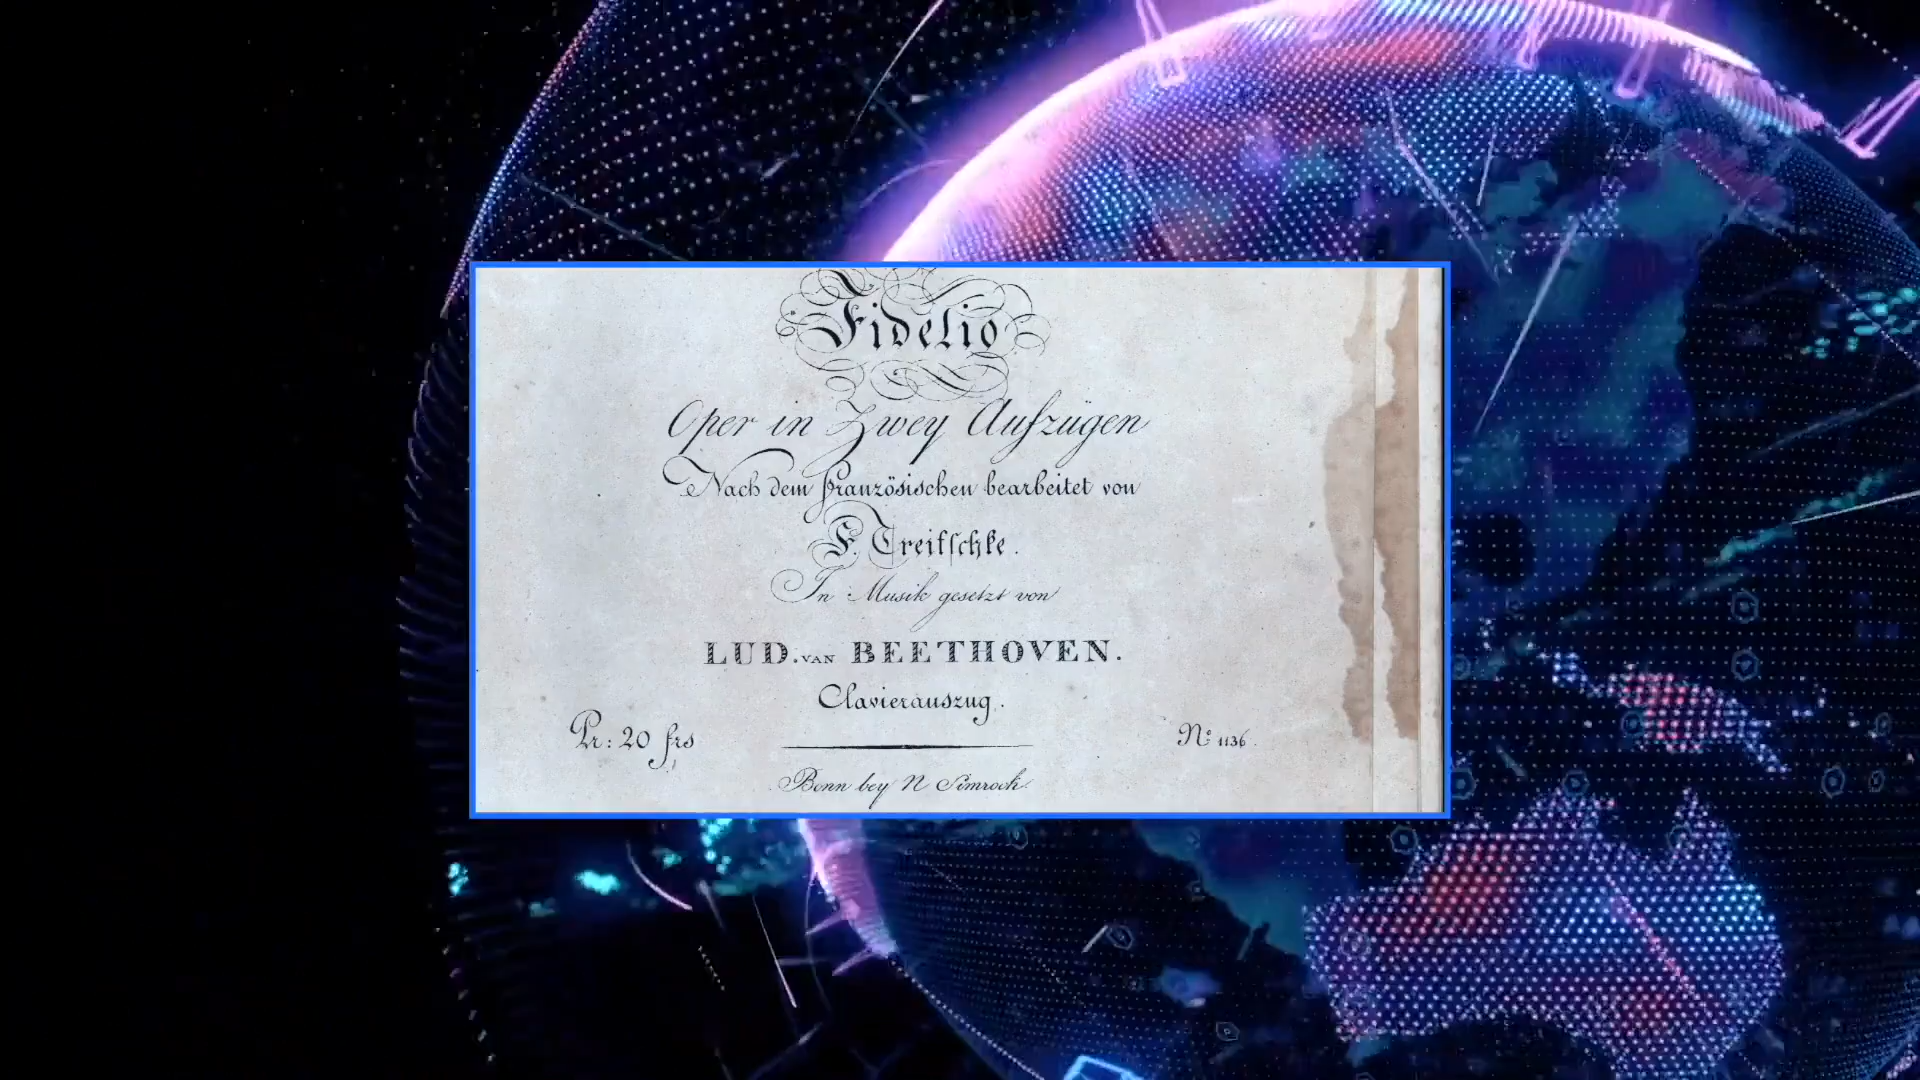 Fidelio
Oper in Zwey Aufzügen
Nach dem französischen bearbeitet von
F. Treitschke.
In Musik gesetzt von
LUD. VAN BEETHOVEN.
Clavierauszug.
Pr: 20 frs
No 1136.
Bonn bey N Simrock.